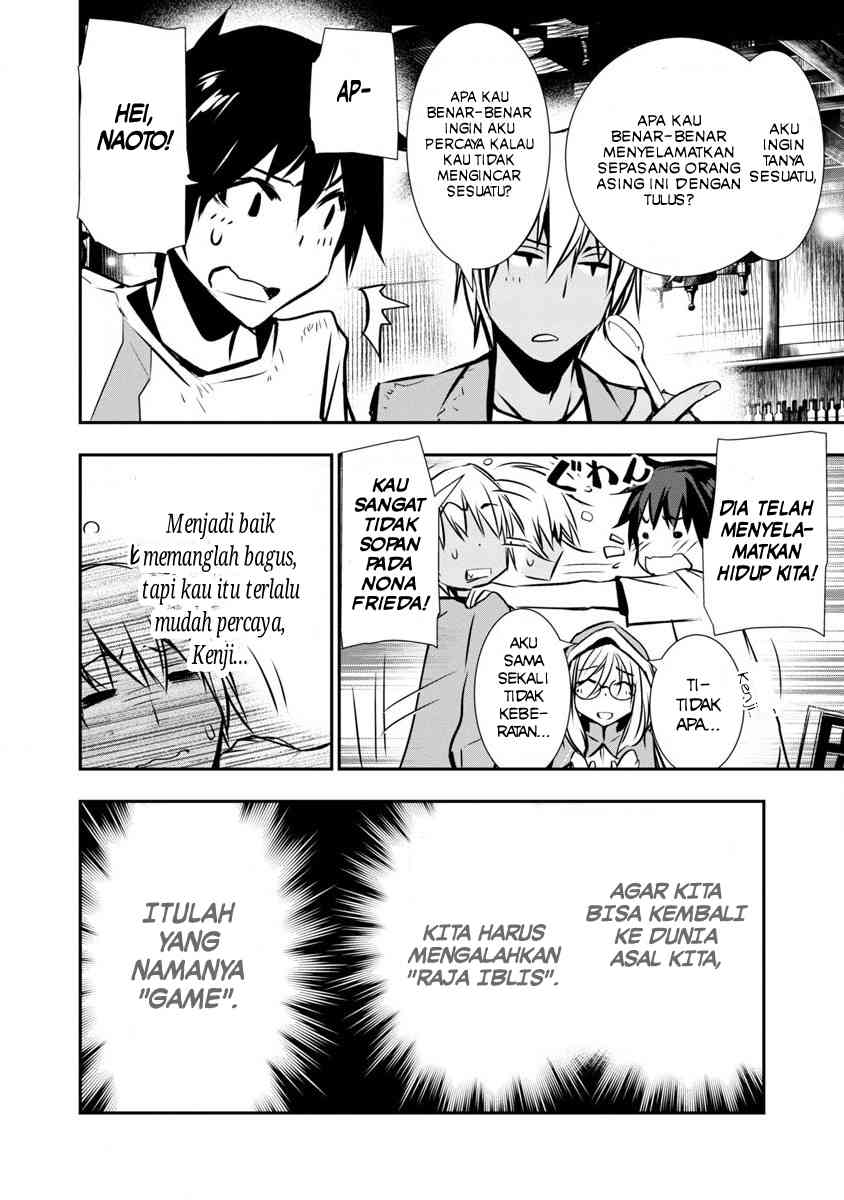 AKU
INGIN
TANYA
SESUATU,
APA KAU
BENAR-BENAR
MENYELAMATKAN
SEPASANG ORANG
ASING INI DENGAN
TULUS?
APA KAU
BENAR-BENAR
INGIN AKU
PERCAYA KALAU
KAU TIDAK
MENGINCAR
SESUATU?
AP-
HEI,
NAOTO!
DIA TELAH
MENYELA-
MATKAN
HIDUP KITA!
ぐわん
KAU
SANGAT
TIDAK
SOPAN
PADA
NONA
FRIEDA!
TI-
TIDAK
APA...
Kenji..
AKU
SAMA
SEKALI
TIDAK
KEBE-
RATAN...
Menjadi baik
memanglah bagus,
tapi kau itu terlalu
mudah percaya,
Kenji...
AGAR KITA
BISA KEMBALI
KE DUNIA
ASAL KITA,
KITA HARUS
MENGALAHKAN
"RAJA IBLIS".
ITULAH
YANG
NAMANYA
"GAME".